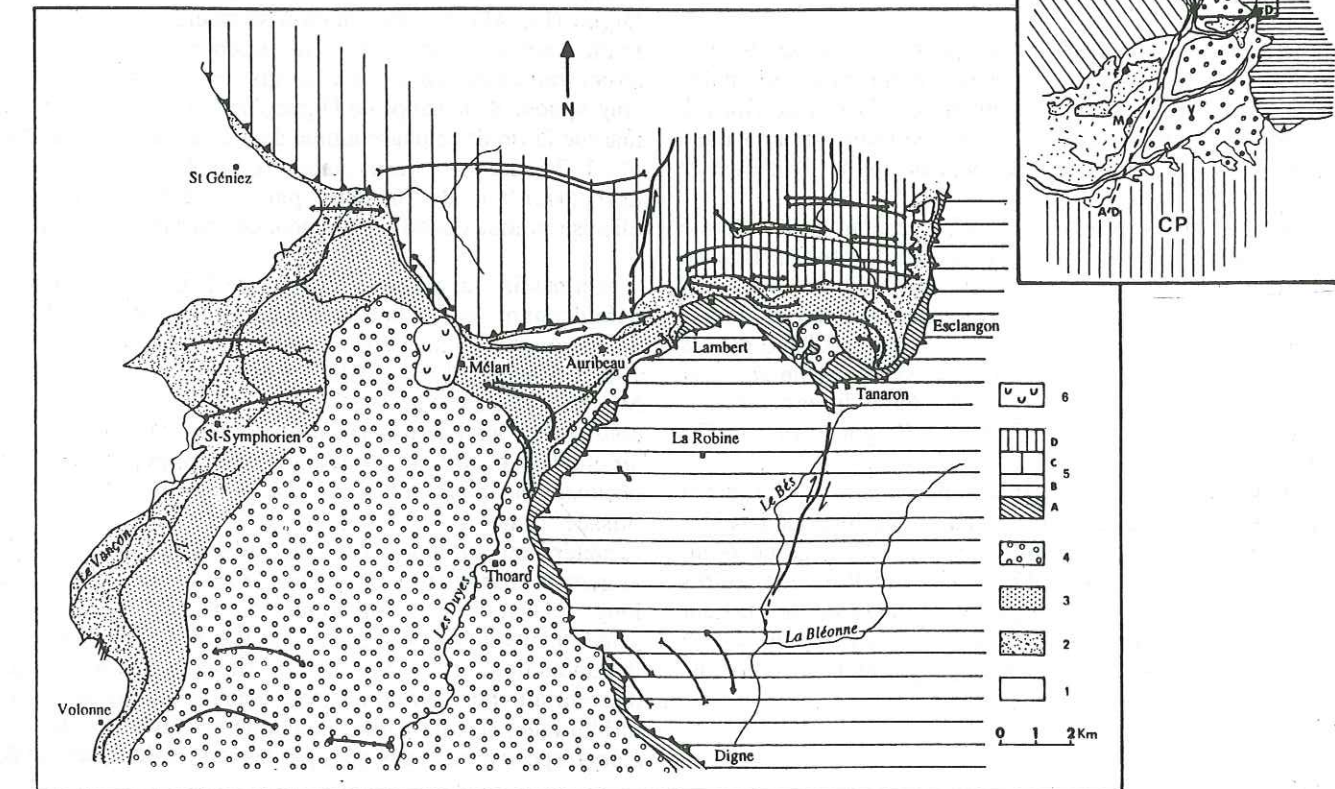 N
St Géniez
Mélan
Auribeau
Lambert
Esclangon
Tanaron
St-Symphorien
La Robine
Le Bés
Le Vançon
Thoard
Les Duyes
La Bléonne
Volonne
Digne
6
D
C
5
B
A
4
3
2
1
0 1 2 Km
D
M
V
A'D
CP